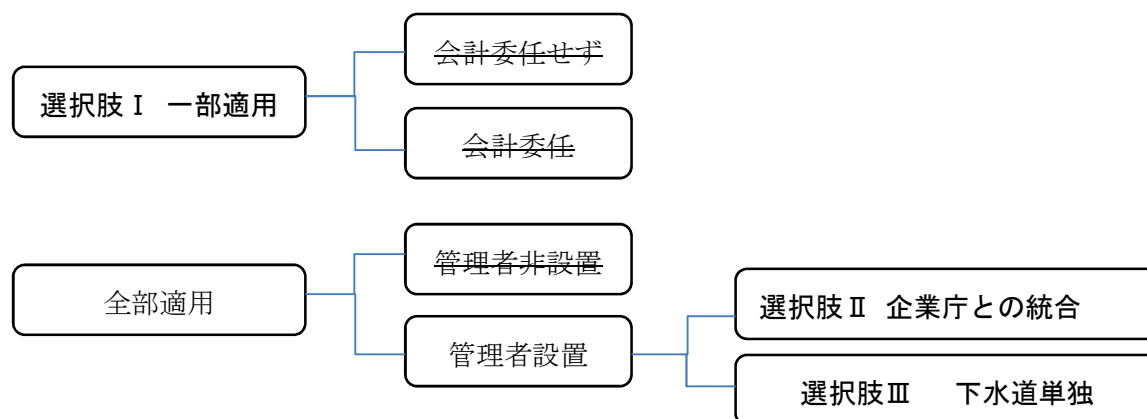 会計委任せず
選択肢Ⅰ 一部適用
会計委任
管理者非設置
全部適用
管理者設置
選択肢Ⅱ 企業庁との統合
選択肢Ⅲ 下水道単独